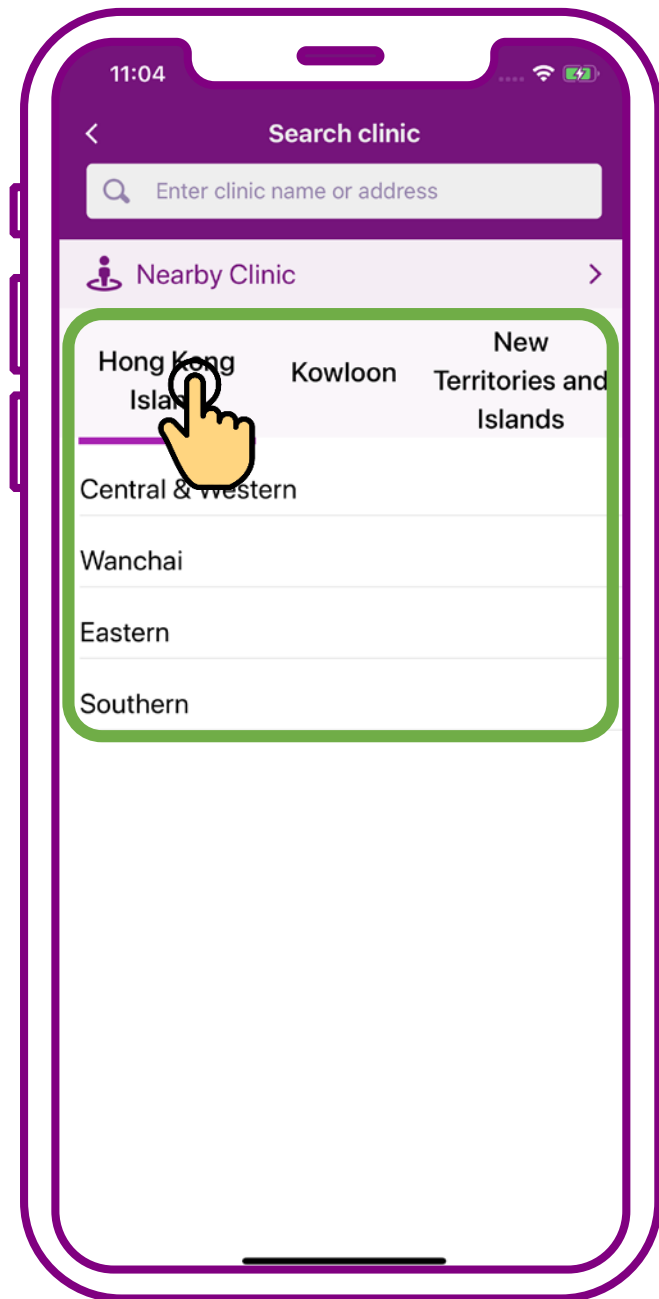 11:04
Search clinic
Enter clinic name or address
Nearby Clinic
Hong Kong
Island
Kowloon
New
Territories and
Islands
Central & Western
Wanchai
Eastern
Southern